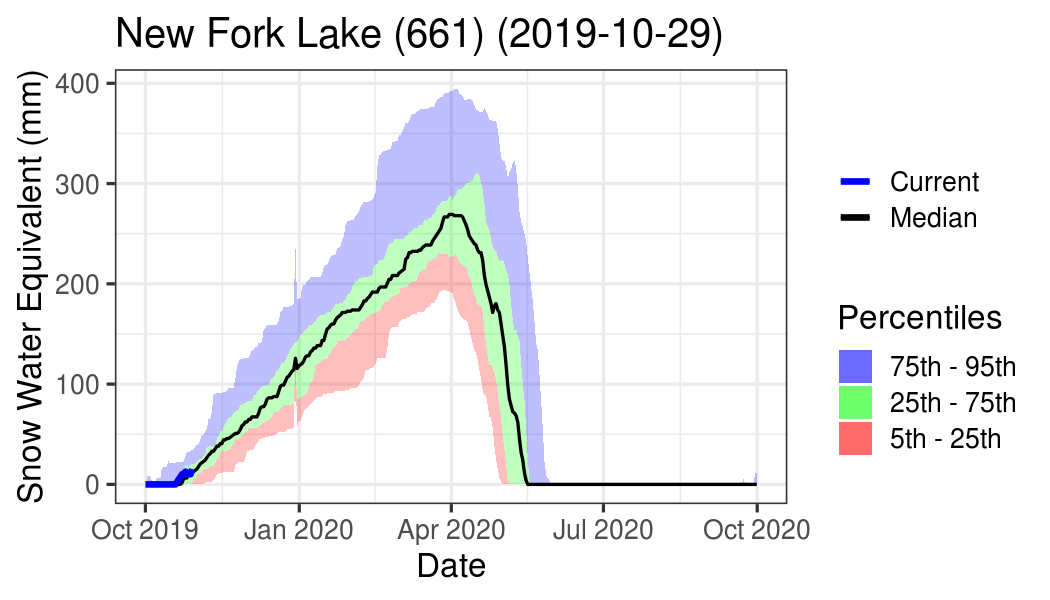 New Fork Lake (661) (2019-10-29)
Snow Water Equivalent (mm)
400
300
200
100
0
Oct 2019
Jan 2020
Apr 2020
Jul 2020
Oct 2020
Date
Current
Median
Percentiles
75th - 95th
25th - 75th
5th - 25th